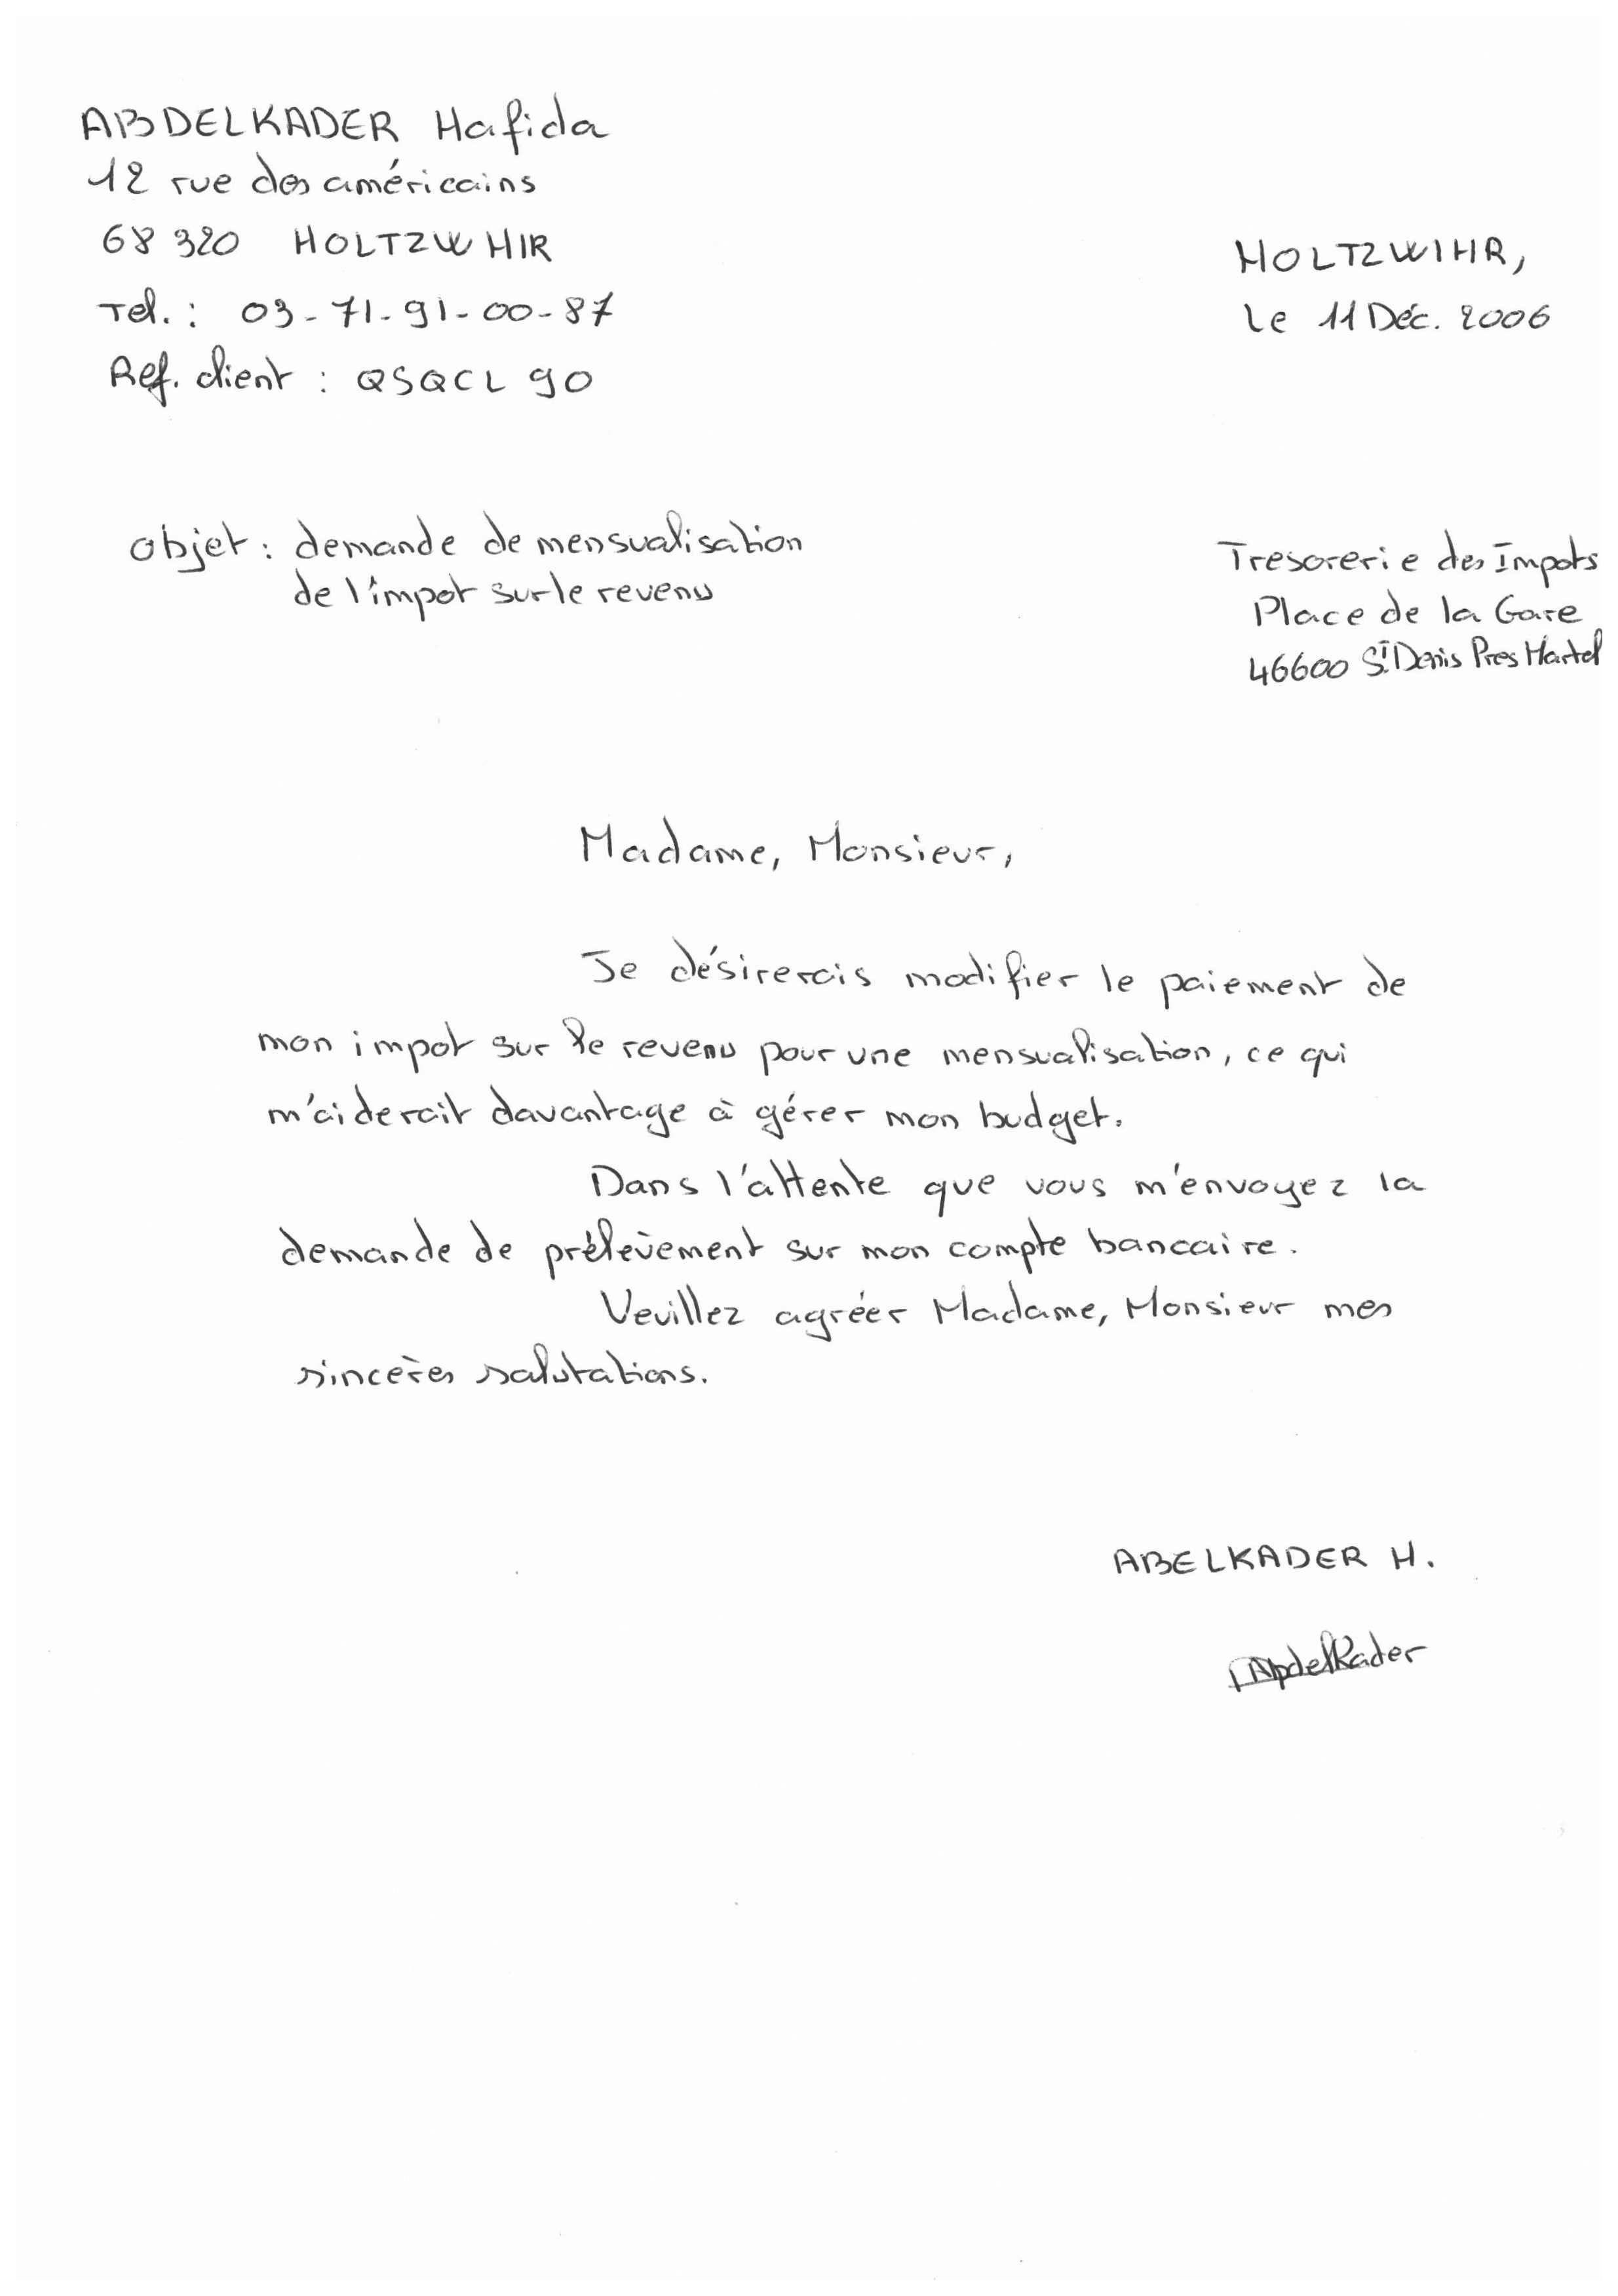 ABDELKADER Hafida
12 rue des américains
68 320 HOLTZWHIR
Tel. : 03-71-91-00-87
Ref. client : QSQCL 90
HOLTZWIHR,
Le 11 Déc. 2006
objet : demande de mensualisation
de l'impot sur le revenu
Tresorerie des Impots
Place de la Gare
46600 St Denis Pres Martel
Madame, Monsieur,
Je désirerais modifier le paiement de
mon impot sur le revenu pour une mensualisation, ce qui
m'aiderait davantage à gérer mon budget.
Dans l'attente que vous m'envoyez la
demande de prélèvement sur mon compte bancaire.
Veuillez agréer Madame, Monsieur mes
sincères salutations.
ABELKADER H.
Abdelkader